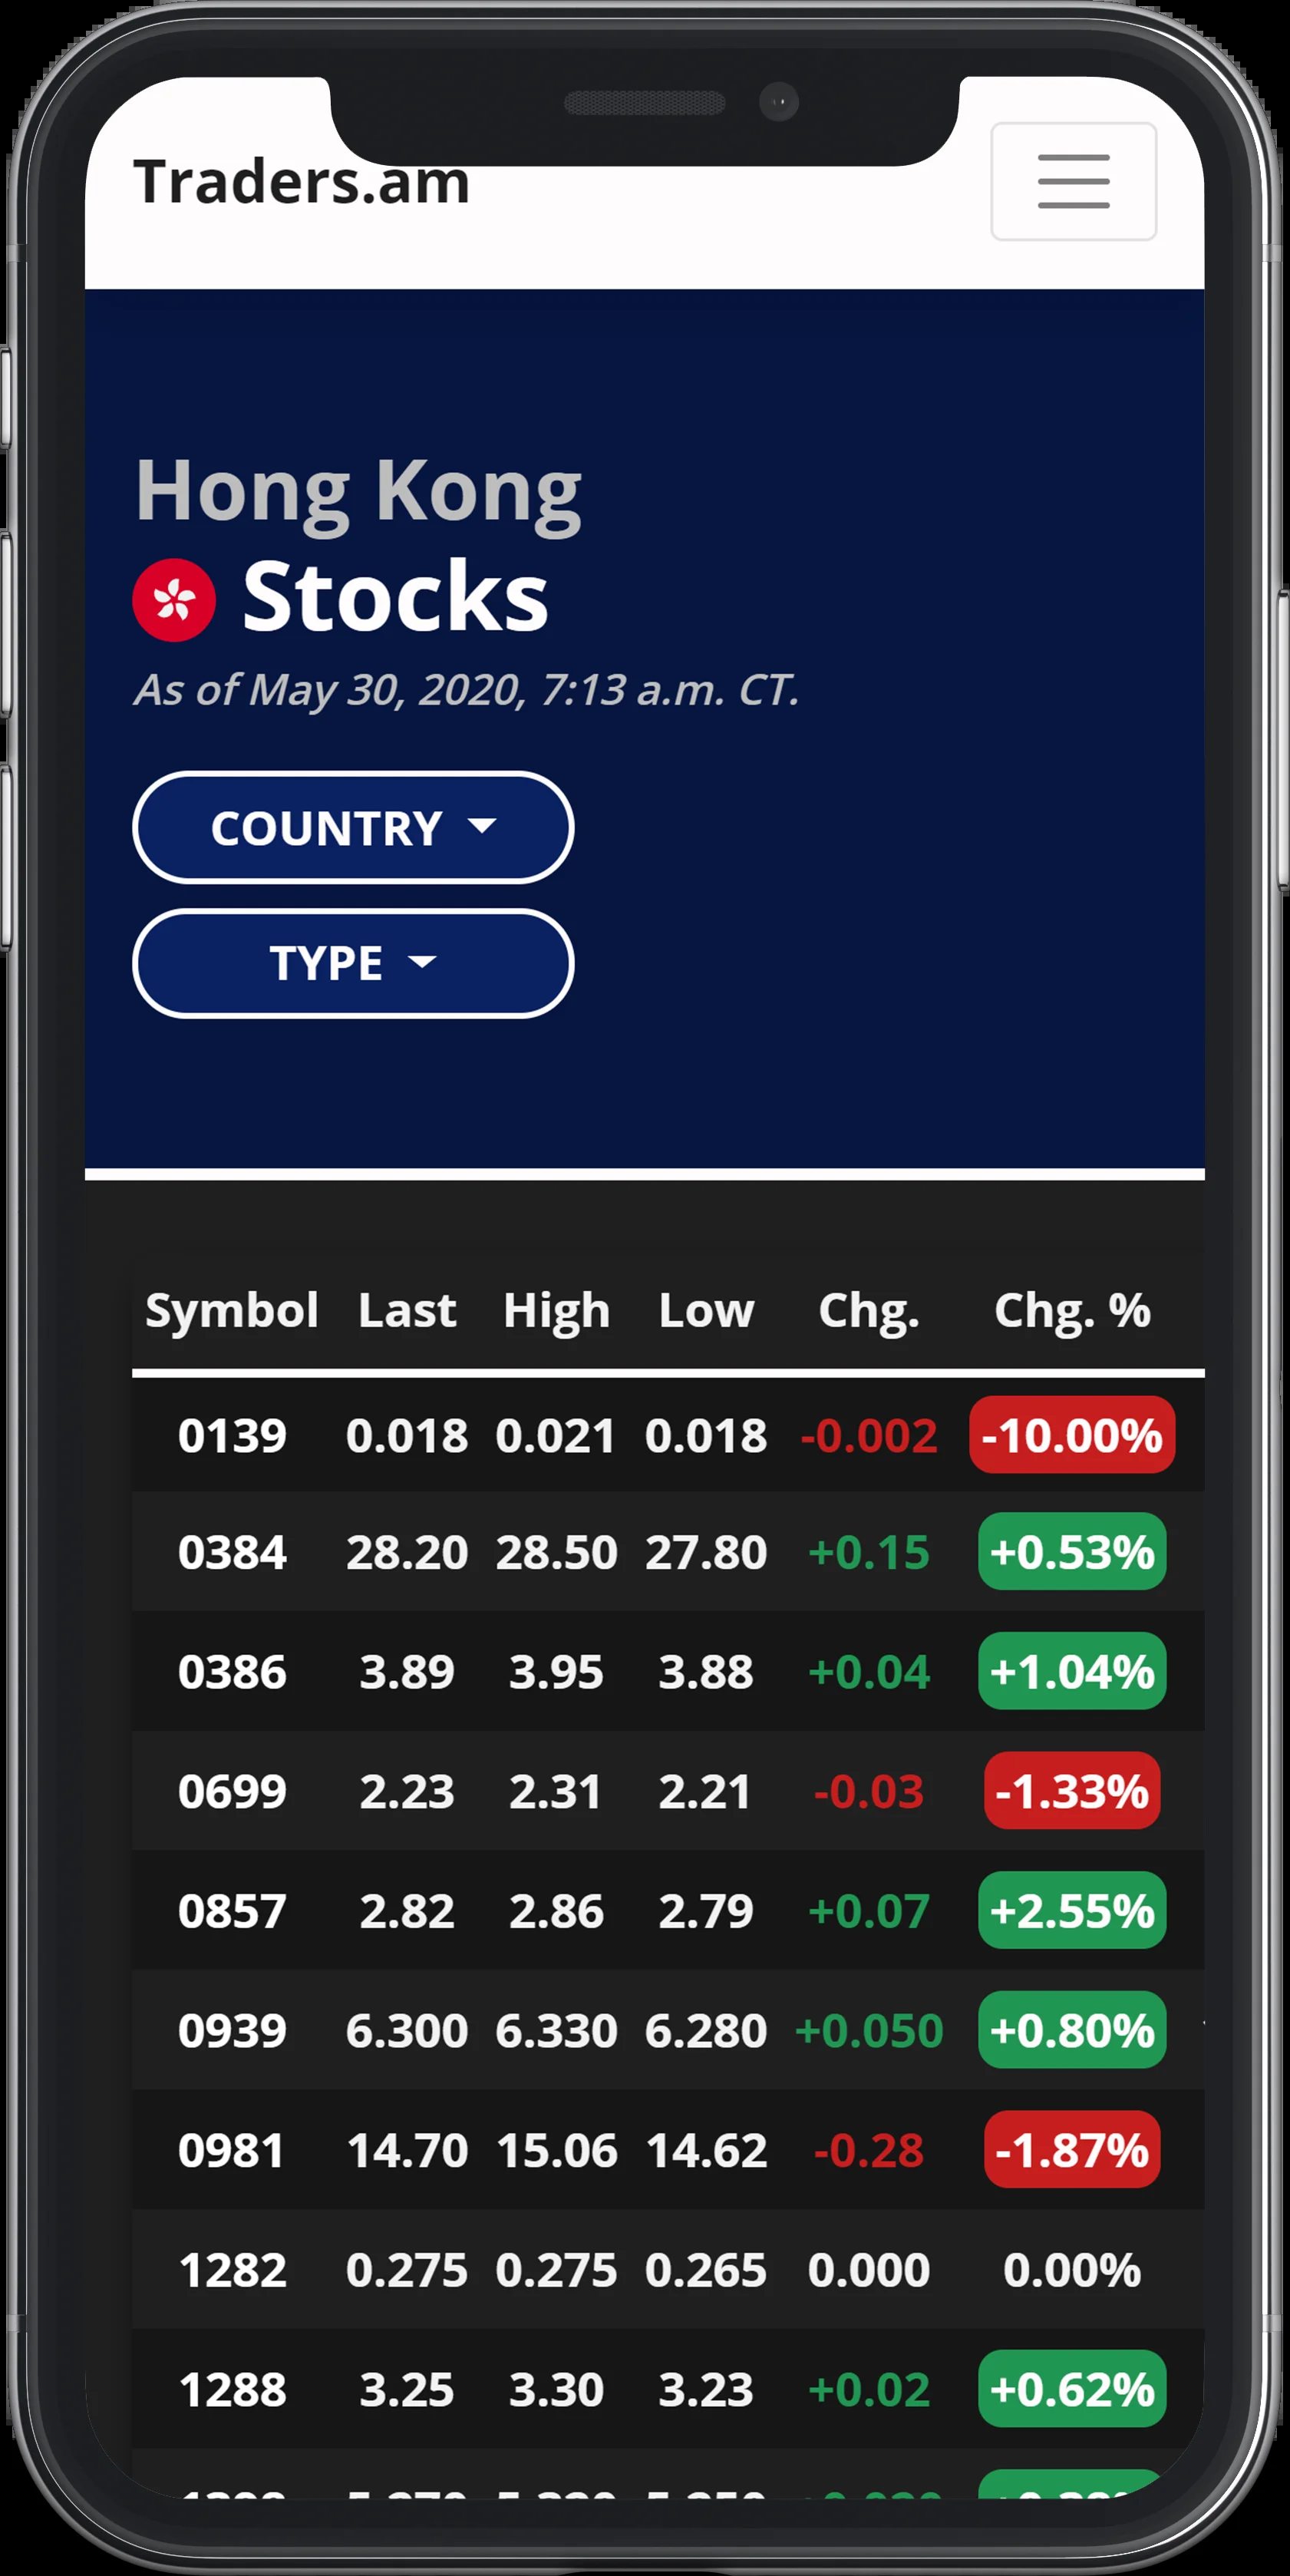 Traders.am
Hong Kong
Stocks
As of May 30, 2020, 7:13 a.m. CT.
COUNTRY
TYPE
Symbol Last High Low Chg. Chg. %
0139 0.018 0.021 0.018 -0.002 -10.00%
0384 28.20 28.50 27.80 +0.15 +0.53%
0386 3.89 3.95 3.88 +0.04 +1.04%
0699 2.23 2.31 2.21 -0.03 -1.33%
0857 2.82 2.86 2.79 +0.07 +2.55%
0939 6.300 6.330 6.280 +0.050 +0.80%
0981 14.70 15.06 14.62 -0.28 -1.87%
1282 0.275 0.275 0.265 0.000 0.00%
1288 3.25 3.30 3.23 +0.02 +0.62%